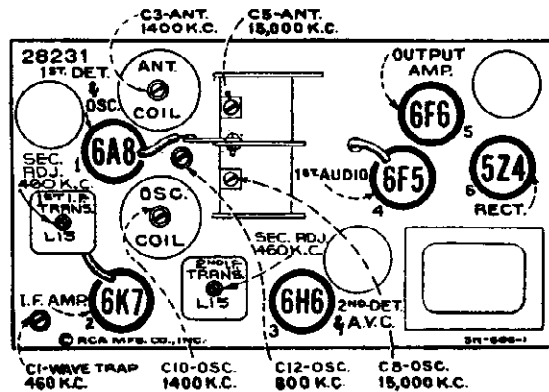 C3-ANT.
1400 K.C.
C5-ANT.
15,000 K.C.
28231
1ST. DET.
&
OSC.
ANT.
COIL
OUTPUT
AMP.
6F6
5
6A8
1
SEC.
ADJ.
460 K.C.
1ST I.F.
TRANS.
L15
OSC.
COIL
1ST AUDIO
6F5
4
5Z4
6
RECT.
SEC. ADJ.
460 K.C.
2ND I.F.
TRANS.
L15
I.F. AMP.
6K7
2
6H6
3
2ND DET.
& A.V.C.
© RCA MFG. CO., INC.
C1-WAVE TRAP
460 K.C.
C10-OSC.
1400 K.C.
C12-OSC.
600 K.C.
C8-OSC.
15,000 K.C.